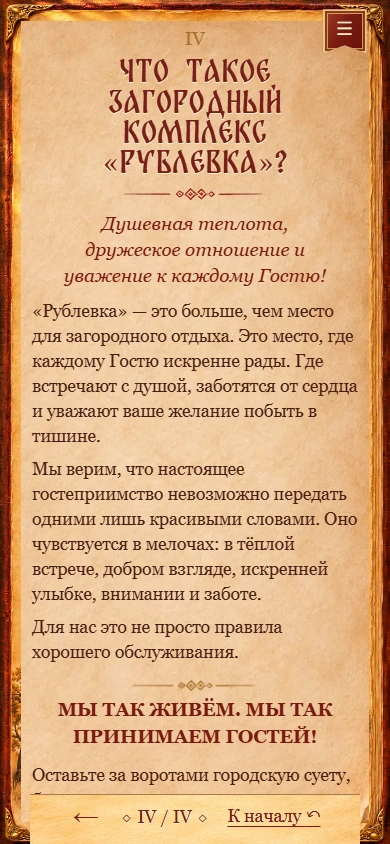 IV
☰
ЧТО ТАКОЕ
ЗАГОРОДНЫЙ
КОМПЛЕКС
«РУБЛЕВКА»?
Душевная теплота,
дружеское отношение и
уважение к каждому Гостю!
«Рублевка» — это больше, чем место
для загородного отдыха. Это место, где
каждому Гостю искренне рады. Где
встречают с душой, заботятся от сердца
и уважают ваше желание побыть в
тишине.
Мы верим, что настоящее
гостеприимство невозможно передать
одними лишь красивыми словами. Оно
чувствуется в мелочах: в тёплой
встрече, добром взгляде, искренней
улыбке, внимании и заботе.
Для нас это не просто правила
хорошего обслуживания.
МЫ ТАК ЖИВЁМ. МЫ ТАК
ПРИНИМАЕМ ГОСТЕЙ!
Оставьте за воротами городскую суету,
← ⬦ IV / IV ⬦ К началу ↶